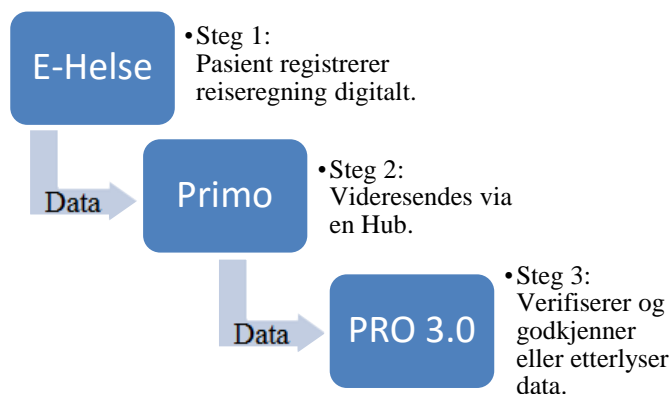 E-Helse
•Steg 1:
Pasient registrerer
reiseregning digitalt.
Data
Primo
•Steg 2:
Videresendes via
en Hub.
Data
PRO 3.0
•Steg 3:
Verifiserer og
godkjenner
eller etterlyser
data.